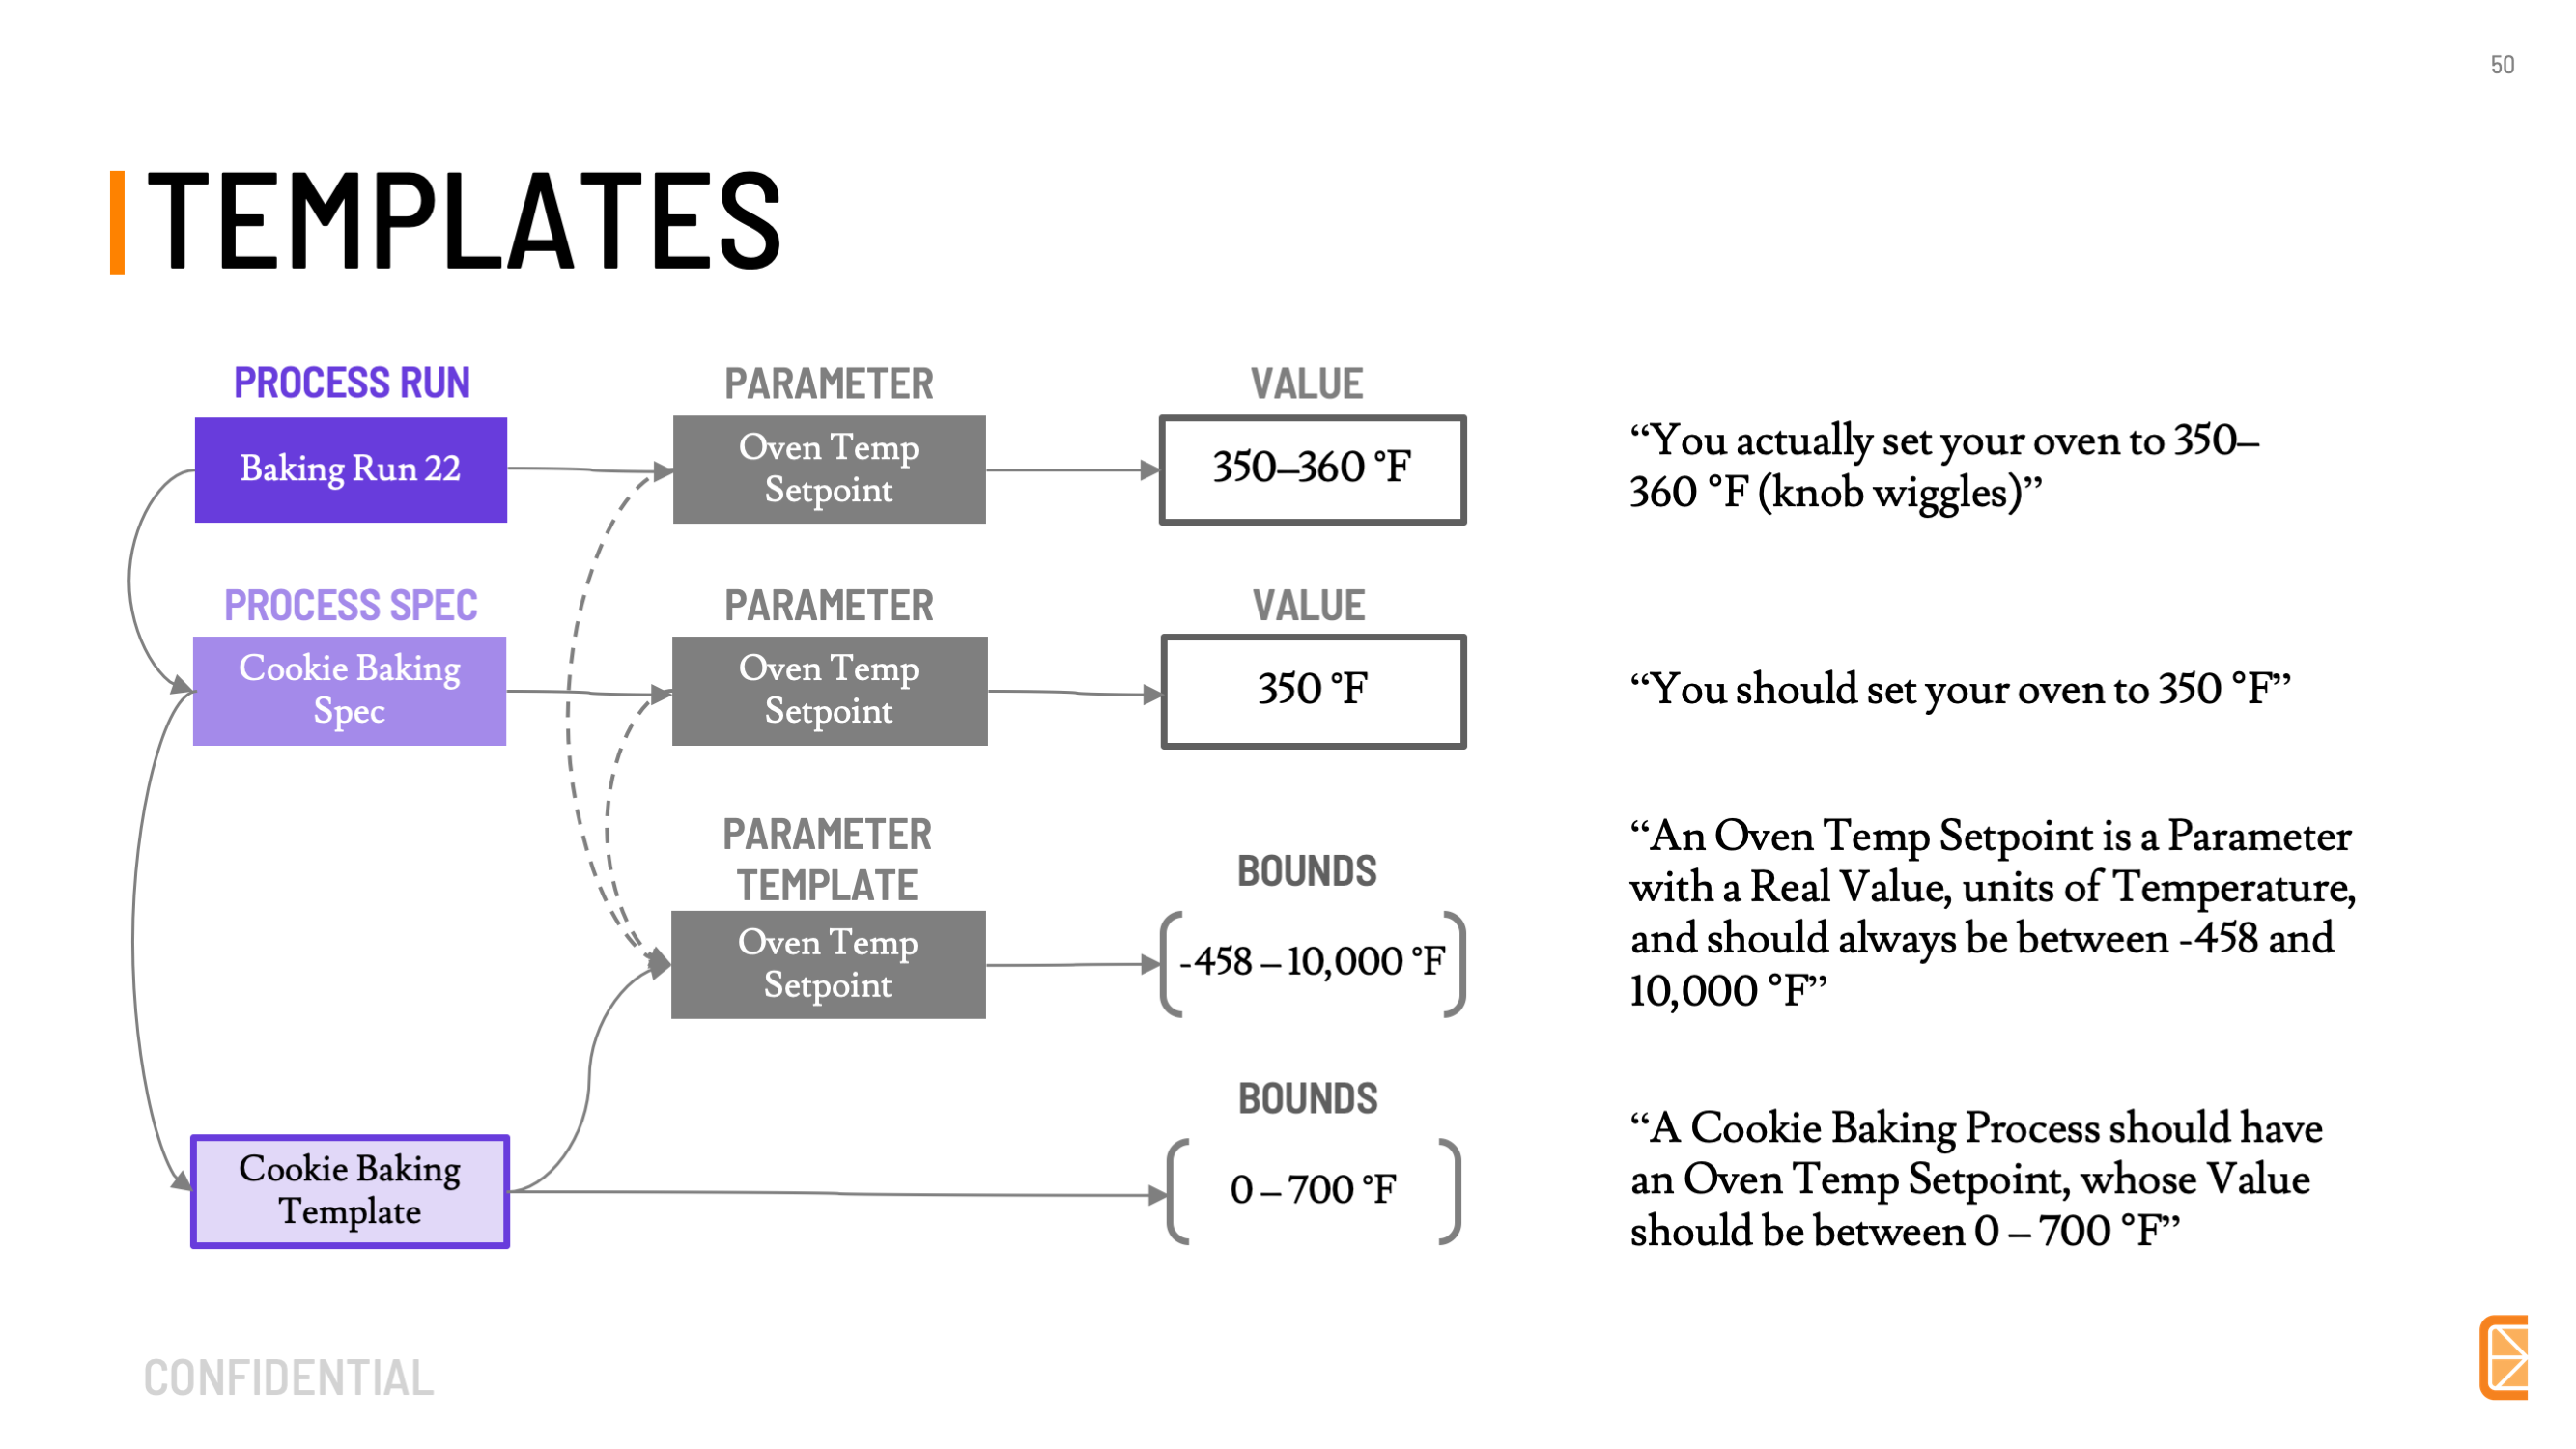 50
TEMPLATES
PROCESS RUN
Baking Run 22
PARAMETER
Oven Temp
Setpoint
VALUE
350–360 °F
“You actually set your oven to 350–
360 °F (knob wiggles)”
PROCESS SPEC
Cookie Baking
Spec
PARAMETER
Oven Temp
Setpoint
VALUE
350 °F
“You should set your oven to 350 °F”
PARAMETER
TEMPLATE
Oven Temp
Setpoint
BOUNDS
-458 – 10,000 °F
“An Oven Temp Setpoint is a Parameter
with a Real Value, units of Temperature,
and should always be between -458 and
10,000 °F”
Cookie Baking
Template
BOUNDS
0 – 700 °F
“A Cookie Baking Process should have
an Oven Temp Setpoint, whose Value
should be between 0 – 700 °F”
CONFIDENTIAL